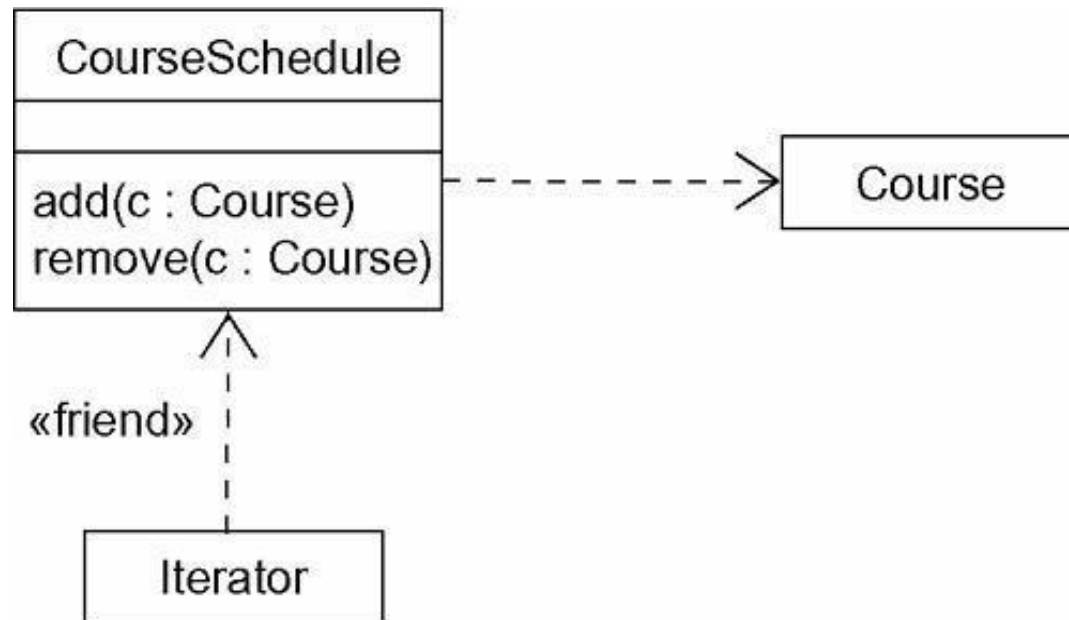 CourseSchedule
add(c : Course)
remove(c : Course)
Course
«friend»
Iterator